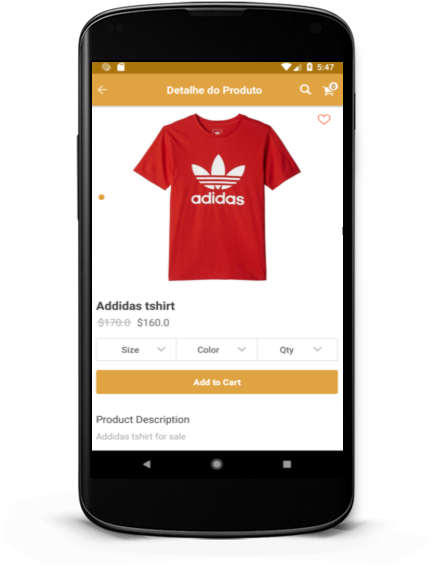 5:47
Detalhe do Produto
0
adidas
Addidas tshirt
$170.0 $160.0
Size Color Qty
Add to Cart
Product Description
Addidas tshirt for sale